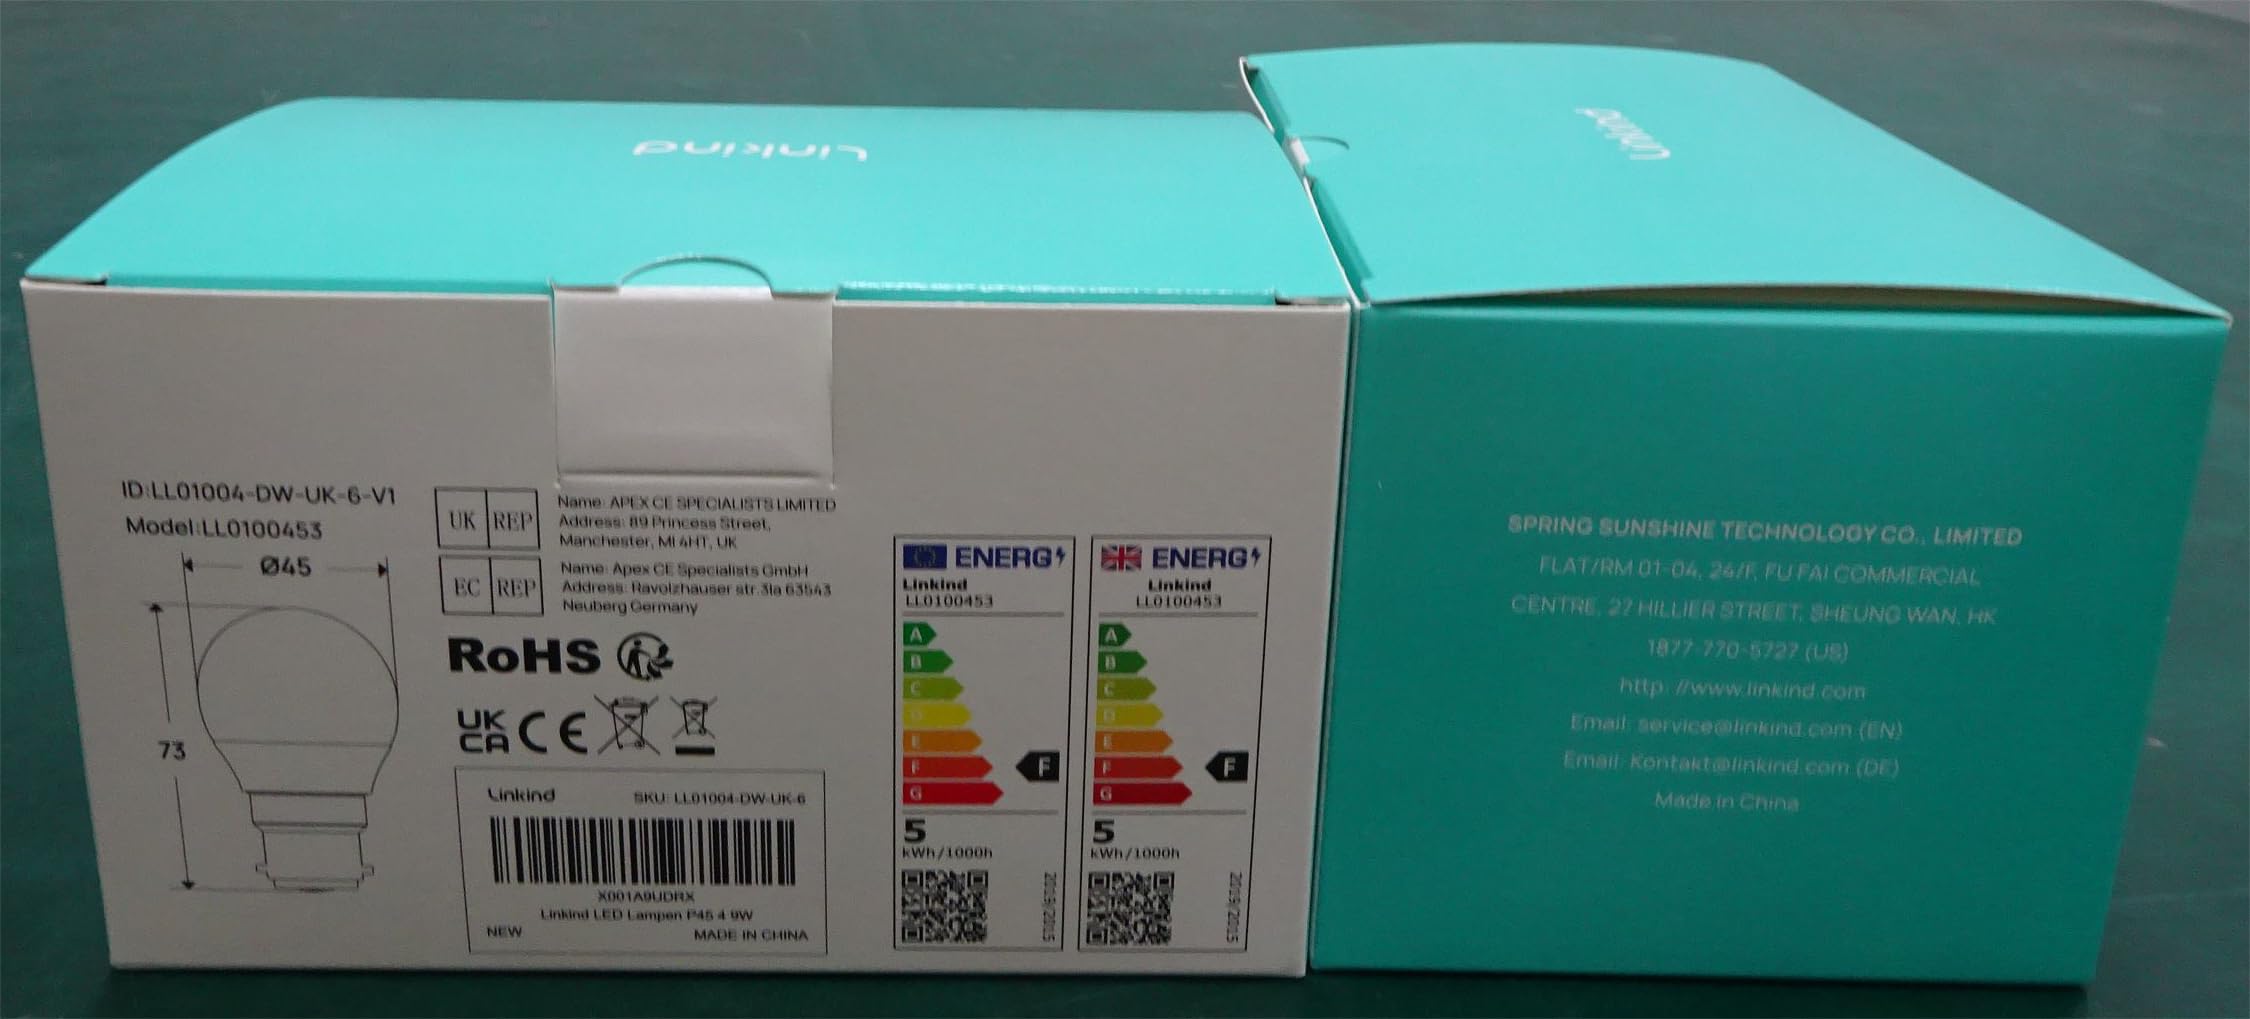 Linkind
Linkind
ID:LL01004-DW-UK-6-V1
Model:LL0100453
Ø45
73
UK REP
Name: APEX CE SPECIALISTS LIMITED
Address: 89 Princess Street,
Manchester, M1 4HT, UK
EC REP
Name: Apex CE Specialists GmbH
Address: Ravolzhauser str.31a 63543
Neuberg Germany
RoHS
UK
CA CE
Linkind SKU: LL01004-DW-UK-6
X001A9UDRX
Linkind LED Lampen P45 4 9W
NEW MADE IN CHINA
ENERG
Linkind
LL0100453
A
B
C
D
E
F F
G
5
kWh/1000h
2019/2015
ENERG
Linkind
LL0100453
A
B
C
D
E
F F
G
5
kWh/1000h
2019/2015
SPRING SUNSHINE TECHNOLOGY CO., LIMITED
FLAT/RM 01-04, 24/F, FU FAI COMMERCIAL
CENTRE, 27 HILLIER STREET, SHEUNG WAN, HK
1877-770-5727 (US)
http: //www.linkind.com
Email: service@linkind.com (EN)
Email: Kontakt@linkind.com (DE)
Made in China